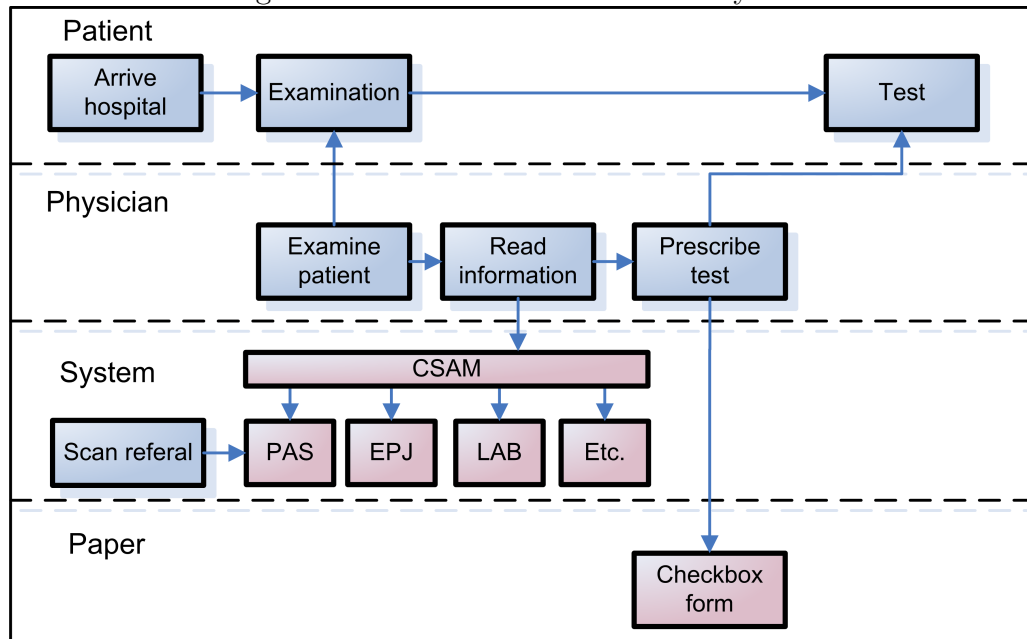 Patient
Arrive
hospital
Examination
Test
Physician
Examine
patient
Read
information
Prescribe
test
System
CSAM
Scan referal
PAS
EPJ
LAB
Etc.
Paper
Checkbox
form